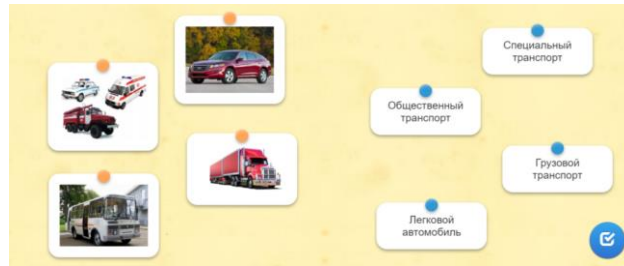 Специальный
транспорт
Общественный
транспорт
Грузовой
транспорт
Легковой
автомобиль